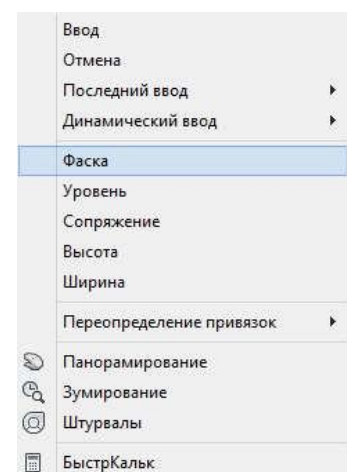 Ввод
Отмена
Последний ввод
Динамический ввод
Фаска
Уровень
Сопряжение
Высота
Ширина
Переопределение привязок
Панорамирование
Зумирование
Штурвалы
БыстрКальк